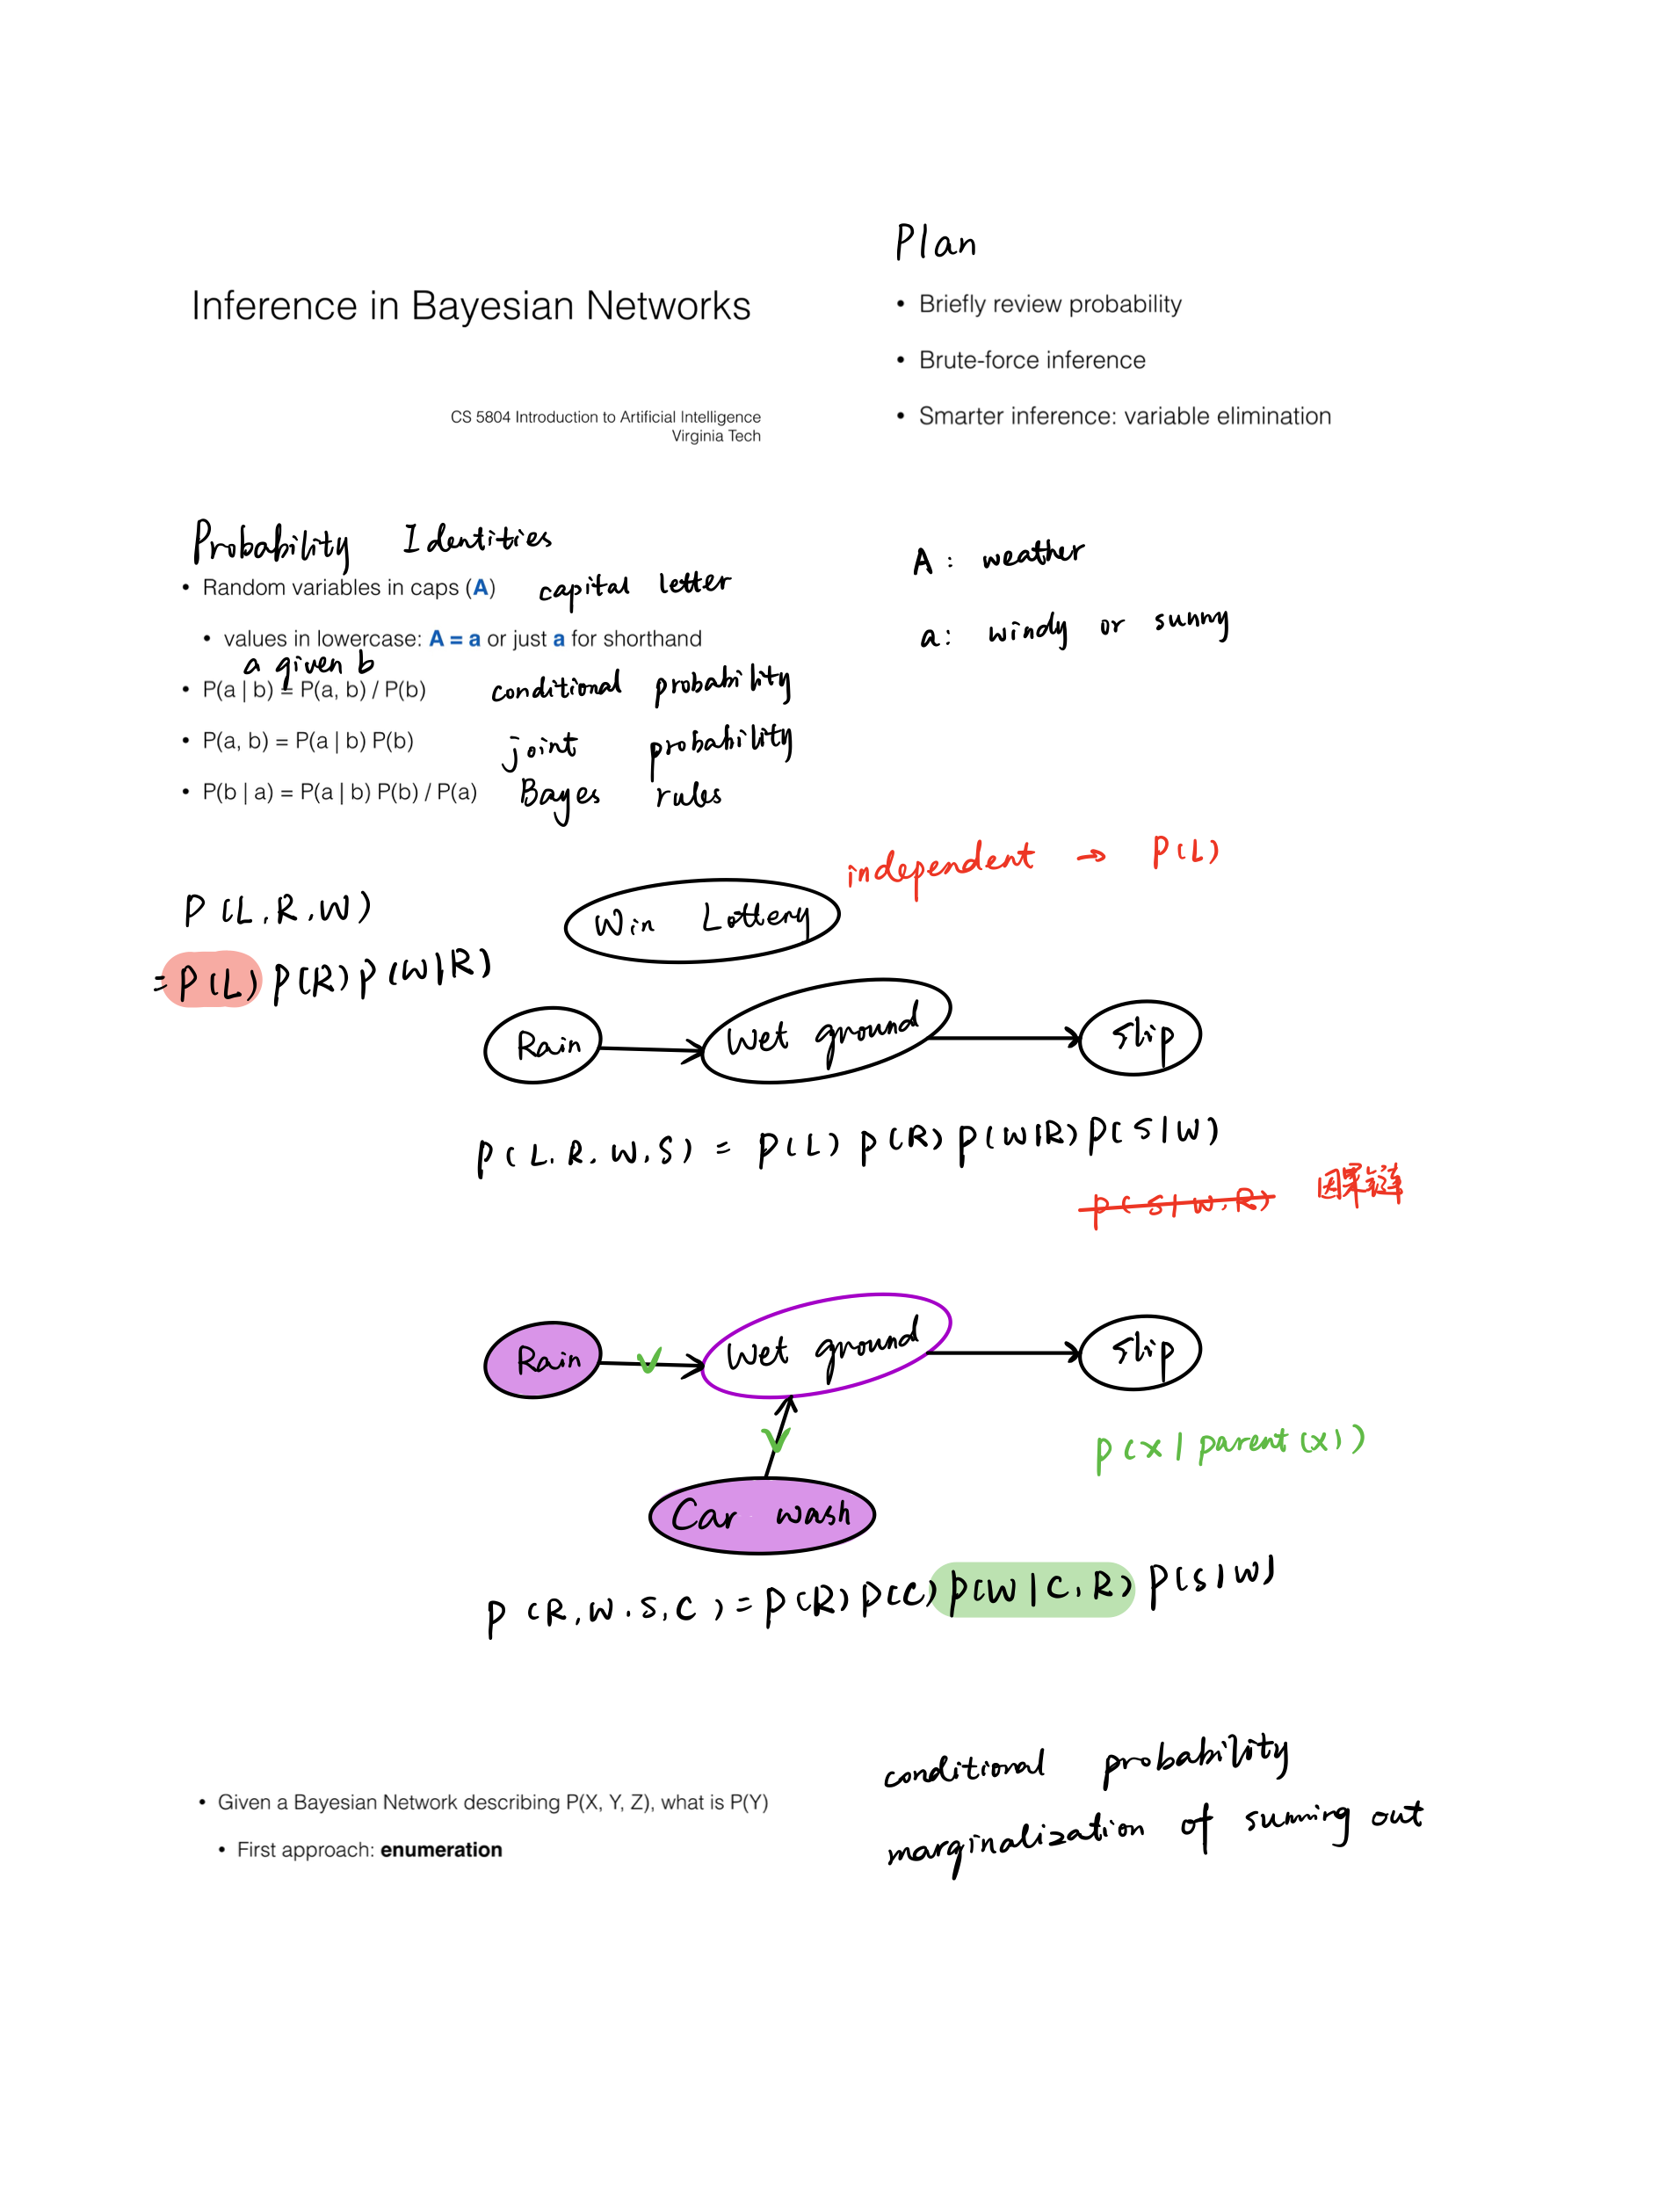 Inference in Bayesian Networks
CS 5804 Introduction to Artificial Intelligence
Virginia Tech
Plan
• Briefly review probability
• Brute-force inference
• Smarter inference: variable elimination
Probability Identities
• Random variables in caps (A) capital letter
• values in lowercase: A = a or just a for shorthand
a given b
• P(a | b) = P(a, b) / P(b) conditional probability
• P(a, b) = P(a | b) P(b) joint probability
• P(b | a) = P(a | b) P(b) / P(a) Bayes rules
A: weather
a: windy or sunny
independent → P(L)
P(L.R.W)
=P(L) P(R) P(W|R)
Win Lottery
Rain Wet ground Slip
P(L.R.W.S) = P(L) P(R) P(W|R) P(S|W)
P(S|W.R) 因果链
Rain Wet ground Slip
P(X|parent(X))
Car wash
P(R,W.S,C) = P(R) P(C) P(W|C,R) P(S|W)
• Given a Bayesian Network describing P(X, Y, Z), what is P(Y)
• First approach: enumeration
conditional probability
marginalization of suming out